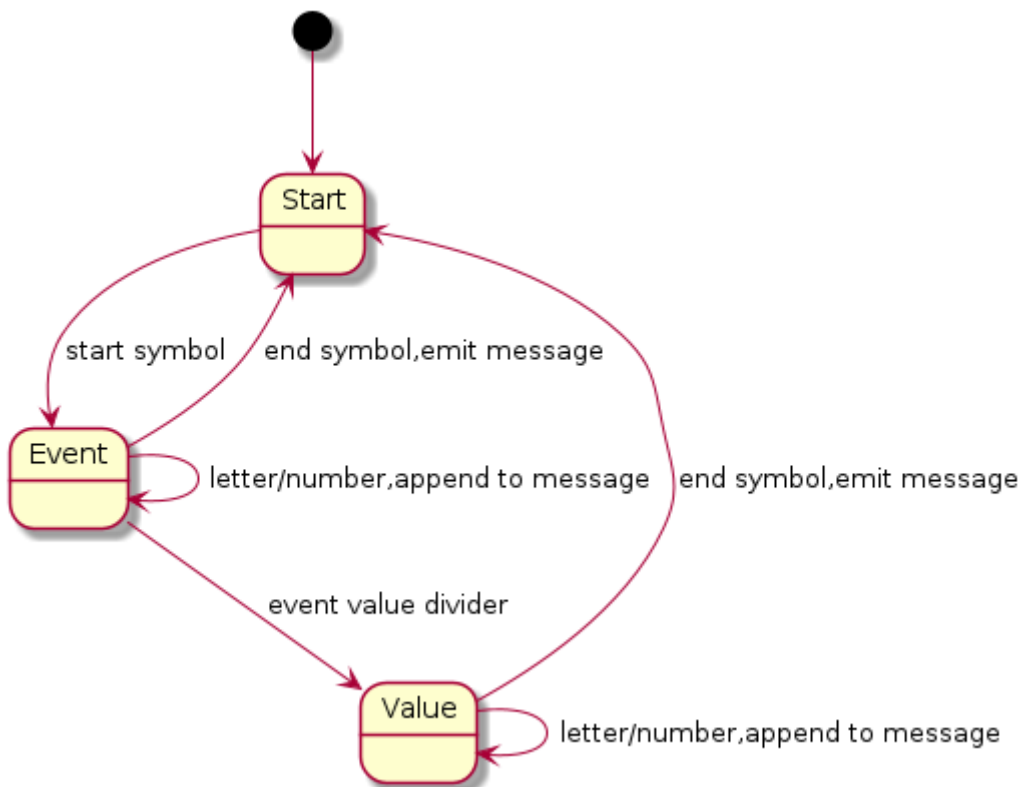 Start
start symbol
end symbol,emit message
Event
letter/number,append to message
end symbol,emit message
event value divider
Value
letter/number,append to message